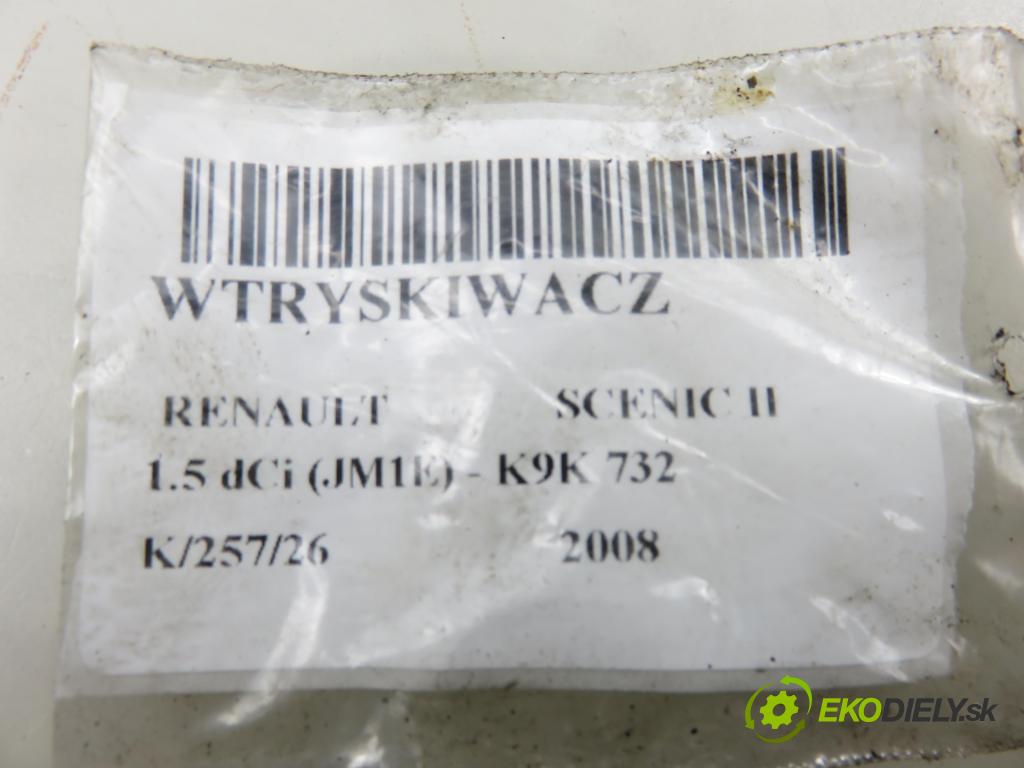 WTRYSKIWACZ
RENAULT SCENIC II
1.5 dCi (JM1E) - K9K 732
K/257/26 2008
EKODIELY.sk